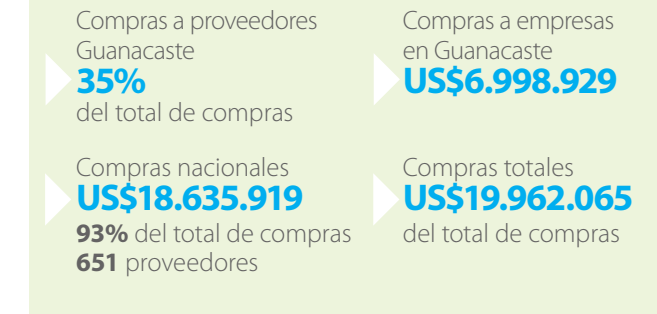 Compras a proveedores
Guanacaste
35%
del total de compras
Compras a empresas
en Guanacaste
US$6.998.929
Compras nacionales
US$18.635.919
93% del total de compras
651 proveedores
Compras totales
US$19.962.065
del total de compras